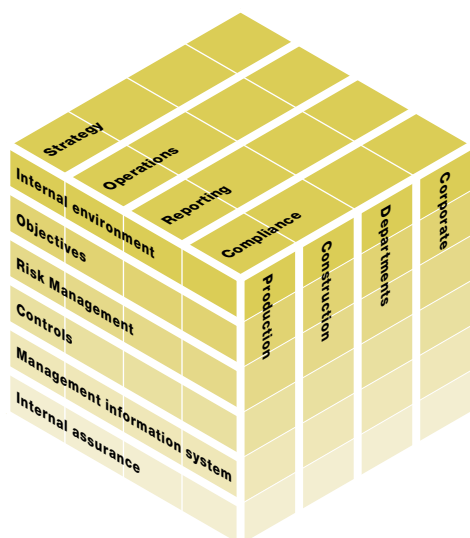 Strategy
Operations
Reporting
Compliance
Internal environment
Objectives
Risk Management
Controls
Management information system
Internal assurance
Production
Construction
Departments
Corporate